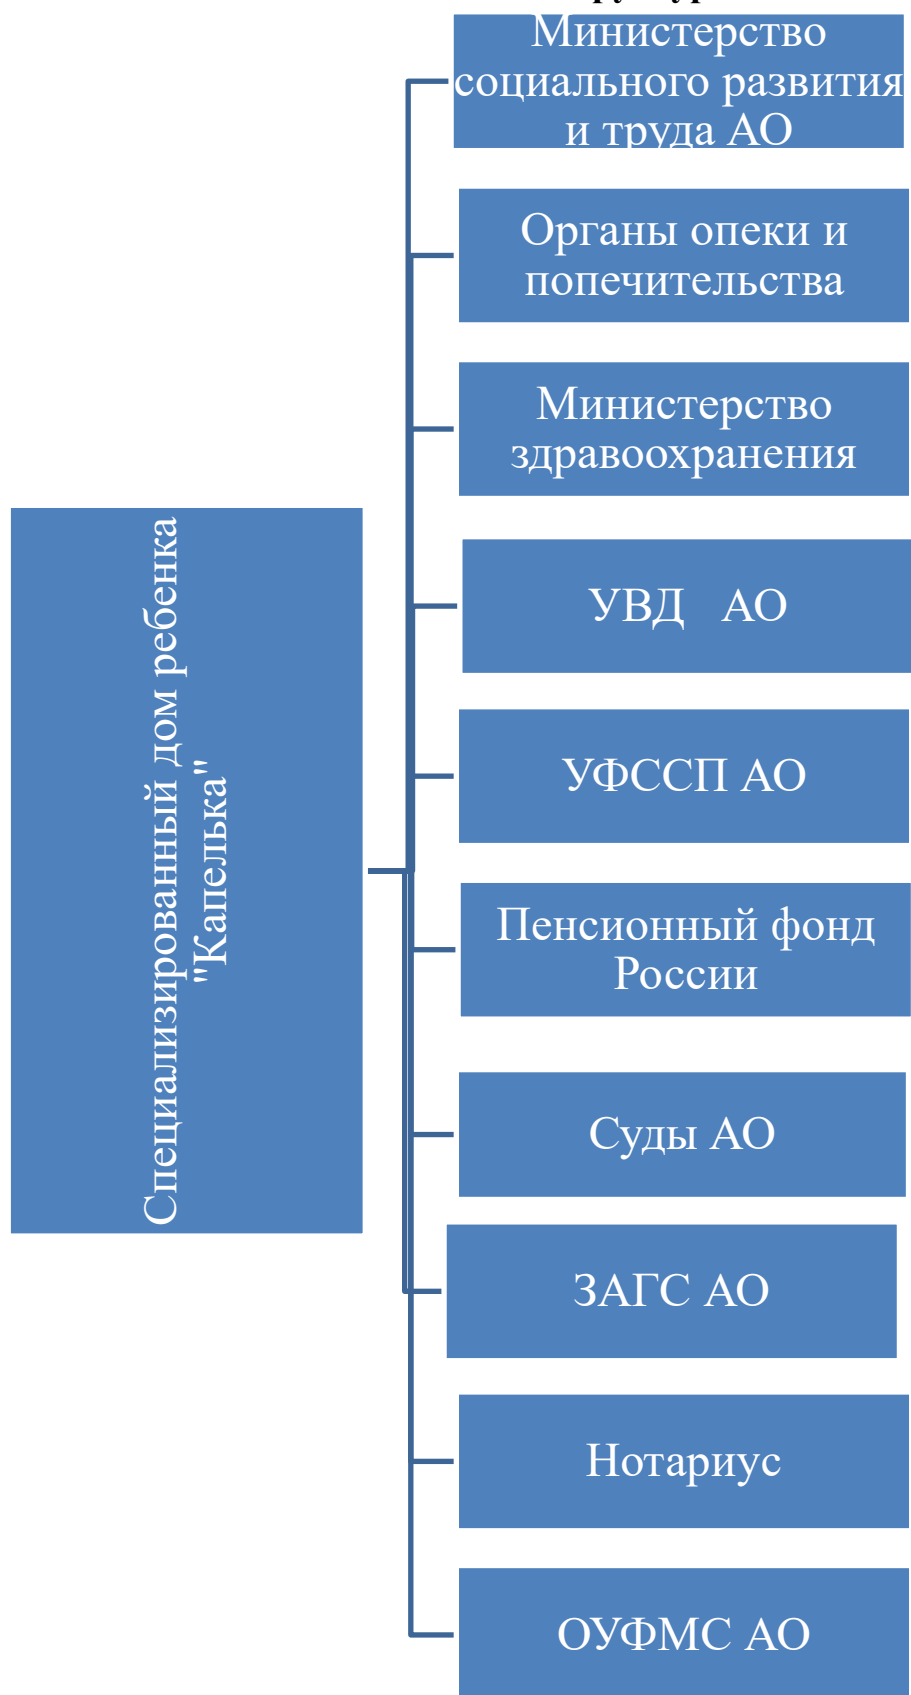 Министерство
социального развития
и труда АО
Органы опеки и
попечительства
Министерство
здравоохранения
УВД АО
Специализированный дом ребенка
"Капелька"
УФССП АО
Пенсионный фонд
России
Суды АО
ЗАГС АО
Нотариус
ОУФМС АО